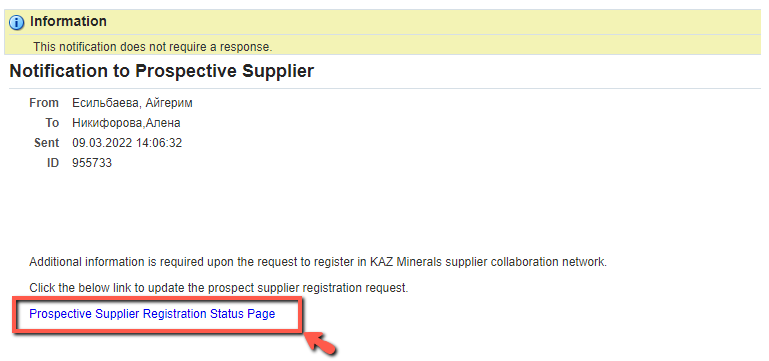 Information
This notification does not require a response.
Notification to Prospective Supplier
From Есильбаева, Айгерим
To Никифорова,Алена
Sent 09.03.2022 14:06:32
ID 955733
Additional information is required upon the request to register in KAZ Minerals supplier collaboration network.
Click the below link to update the prospect supplier registration request.
Prospective Supplier Registration Status Page